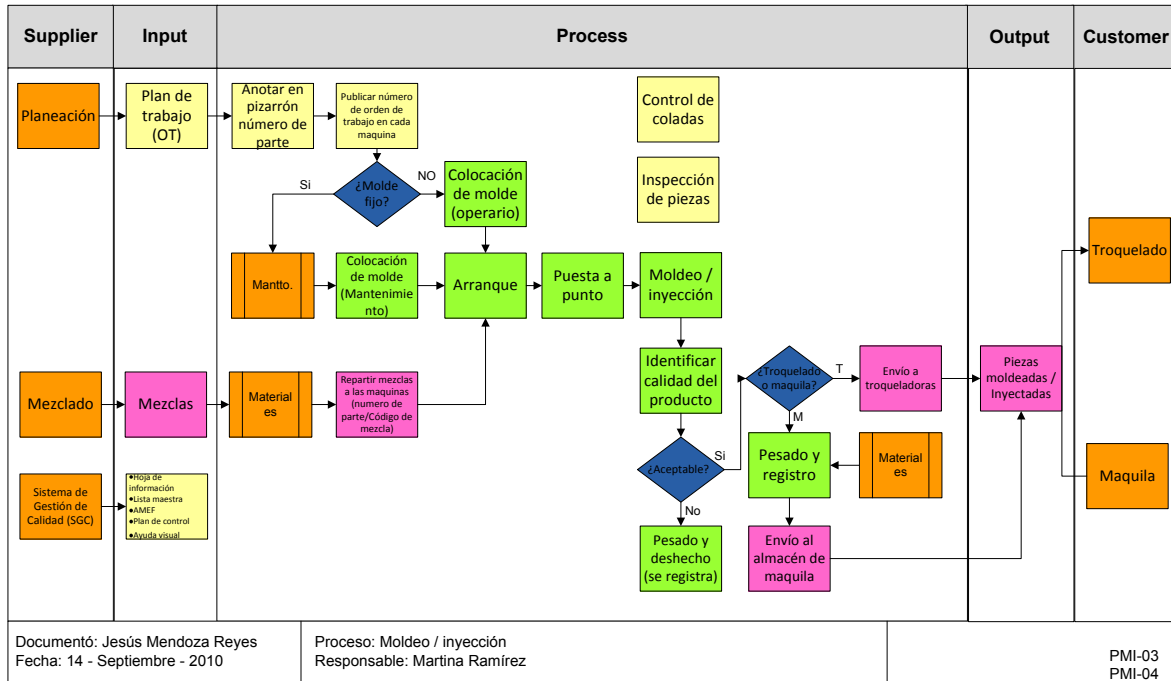 Supplier
Input
Process
Output
Customer
Planeación
Plan de
trabajo
(OT)
Anotar en
pizarrón
número de
parte
Publicar número
de orden de
trabajo en cada
maquina
Control de
coladas
Inspección
de piezas
¿Molde
fijo?
Si
NO
Colocación
de molde
(operario)
Mantto.
Colocación
de molde
(Mantenimie
nto)
Arranque
Puesta a
punto
Moldeo /
inyección
Troquelado
Mezclado
Mezclas
Material
es
Repartir mezclas
a las maquinas
(numero de
parte/Código de
mezcla)
Identificar
calidad del
producto
¿Troquelado
o maquila?
T
M
Envío a
troqueladoras
Piezas
moldeadas /
Inyectadas
Sistema de
Gestión de
Calidad (SGC)
●Hoja de
información
●Lista maestra
●AMEF
●Plan de control
●Ayuda visual
¿Aceptable?
Si
No
Pesado y
registro
Material
es
Maquila
Pesado y
deshecho
(se registra)
Envío al
almacén de
maquila
Documentó: Jesús Mendoza Reyes
Fecha: 14 - Septiembre - 2010
Proceso: Moldeo / inyección
Responsable: Martina Ramírez
PMI-03
PMI-04